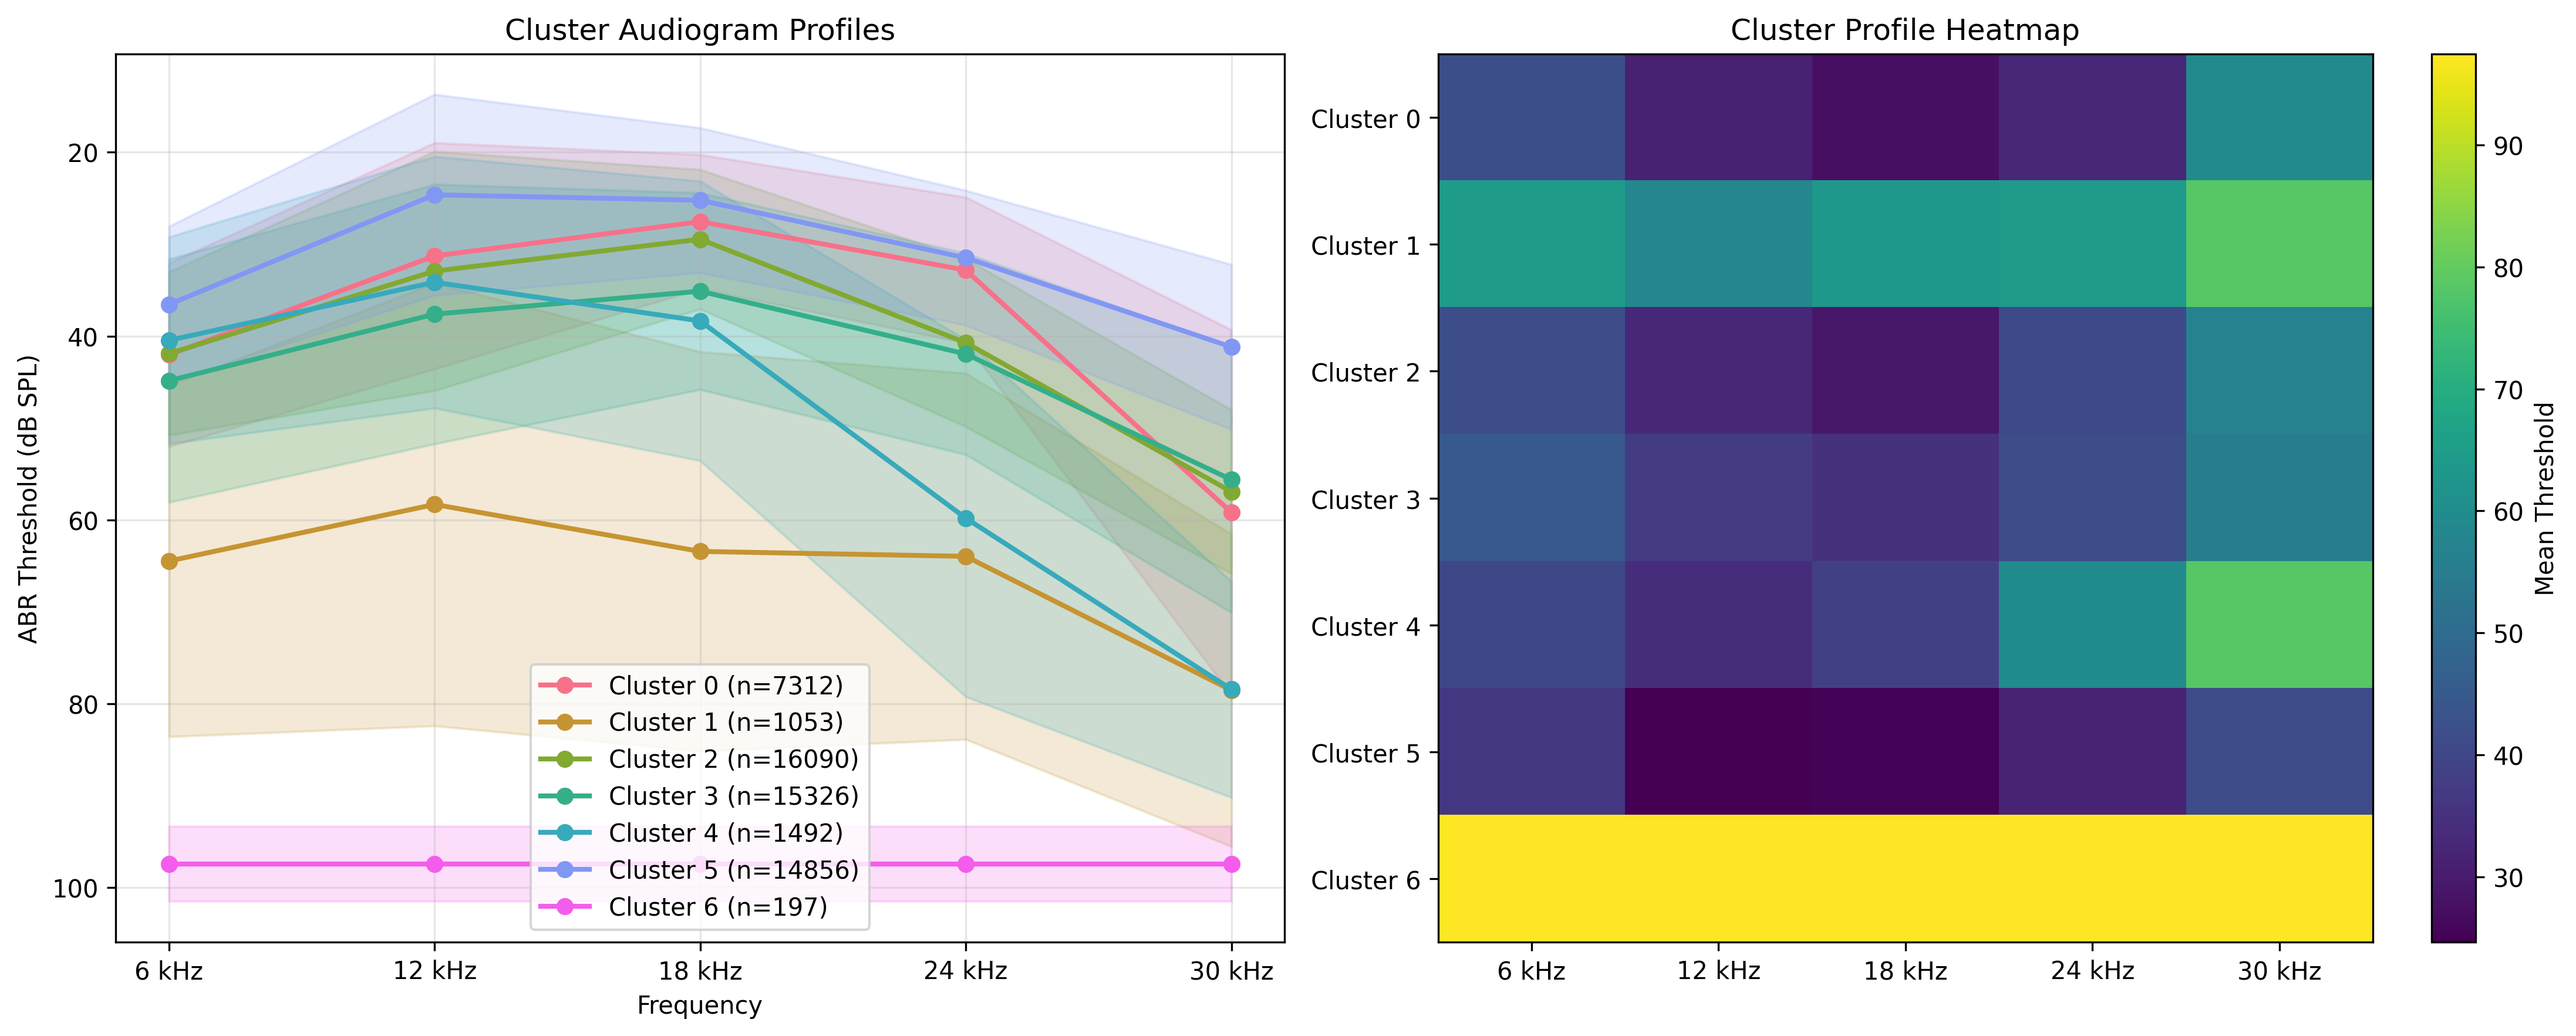 Cluster Audiogram Profiles
ABR Threshold (dB SPL)
20
40
60
80
100
Cluster 0 (n=7312)
Cluster 1 (n=1053)
Cluster 2 (n=16090)
Cluster 3 (n=15326)
Cluster 4 (n=1492)
Cluster 5 (n=14856)
Cluster 6 (n=197)
6 kHz
12 kHz
18 kHz
24 kHz
30 kHz
Frequency
Cluster Profile Heatmap
Cluster 0
Cluster 1
Cluster 2
Cluster 3
Cluster 4
Cluster 5
Cluster 6
6 kHz
12 kHz
18 kHz
24 kHz
30 kHz
90
80
70
60
50
40
30
Mean Threshold